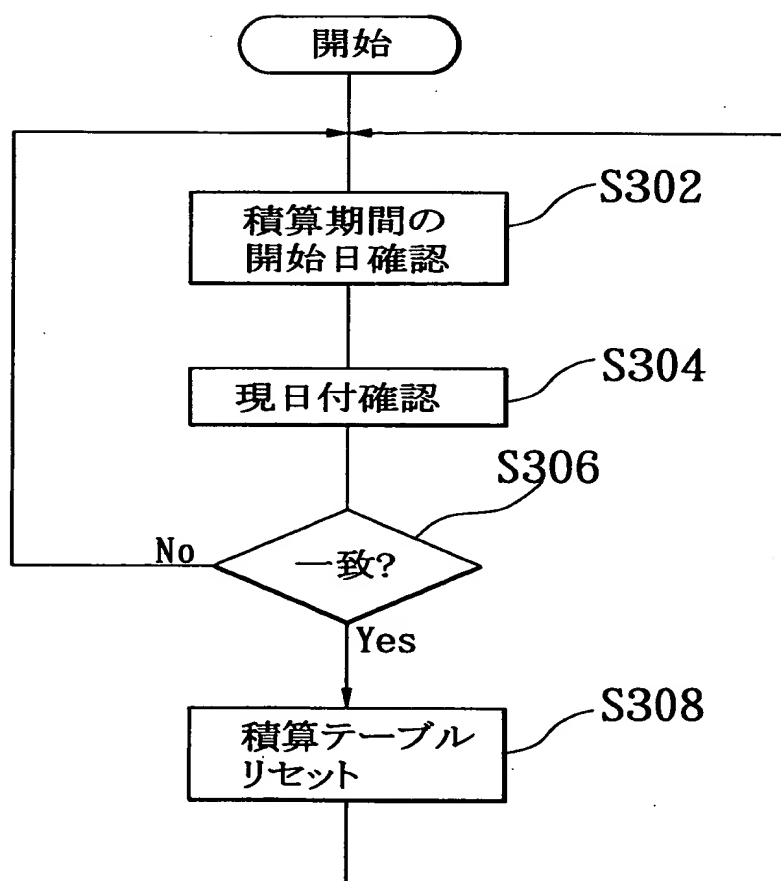 開始
S302
積算期間の
開始日確認
S304
現日付確認
S306
一致?
No
Yes
S308
積算テーブル
リセット